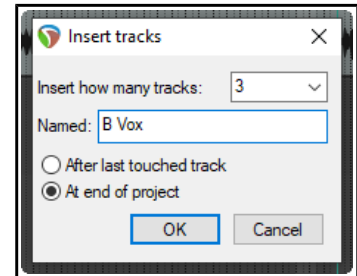 Insert tracks
Insert how many tracks: 3
Named: B Vox
After last touched track
At end of project
OK Cancel